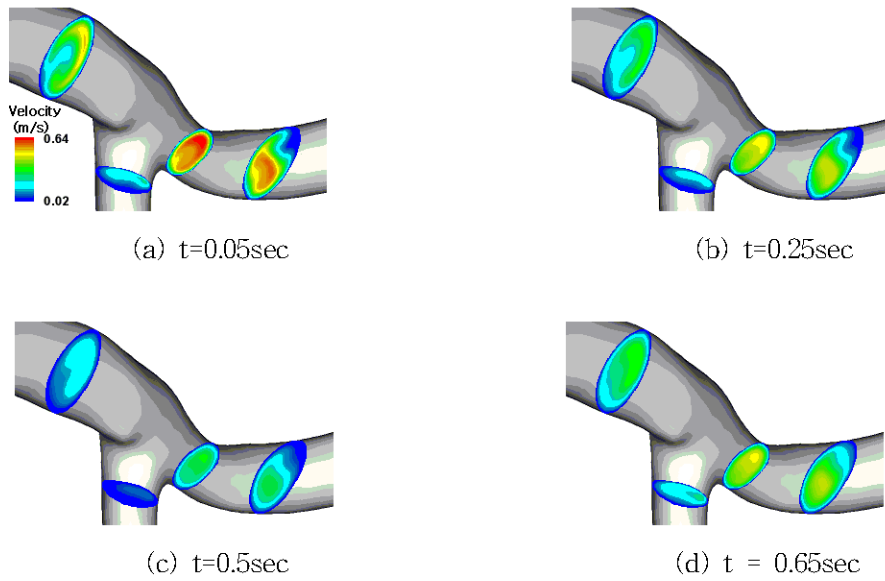 Velocity
(m/s)
0.64
0.02
(a) t=0.05sec
(b) t=0.25sec
(c) t=0.5sec
(d) t = 0.65sec